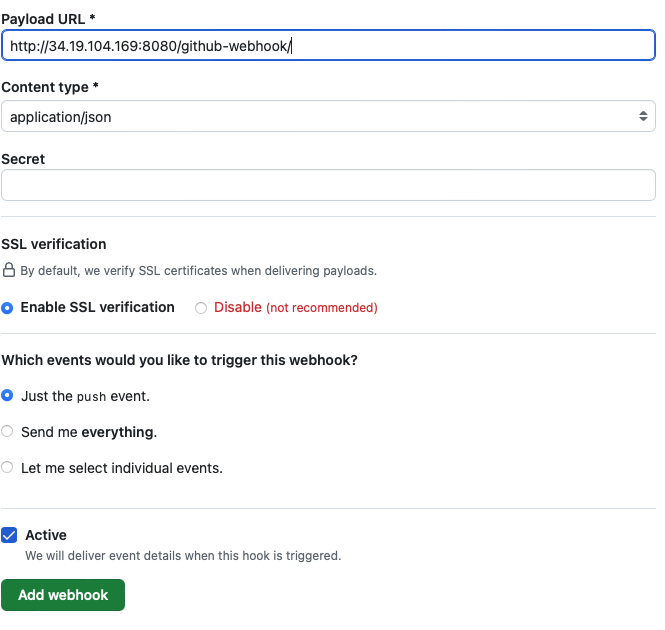 Payload URL *
http://34.19.104.169:8080/github-webhook/
Content type *
application/json
Secret
SSL verification
By default, we verify SSL certificates when delivering payloads.
Enable SSL verification Disable (not recommended)
Which events would you like to trigger this webhook?
Just the push event.
Send me everything.
Let me select individual events.
Active
We will deliver event details when this hook is triggered.
Add webhook